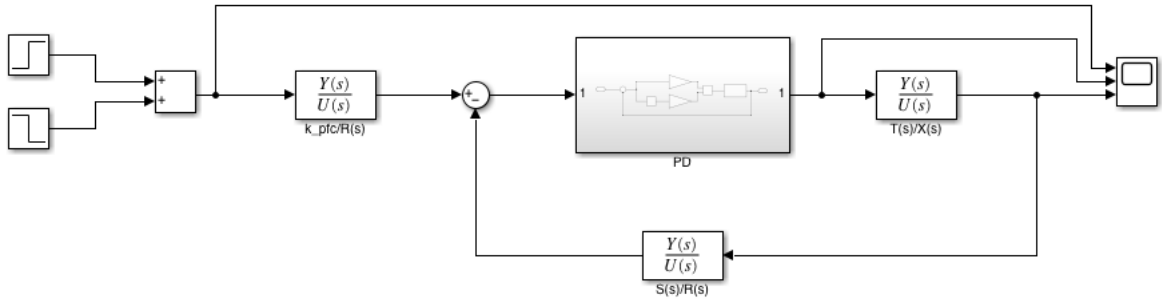 +
+
Y(s)
U(s)
k_pfc/R(s)
+
−
1
1
PD
Y(s)
U(s)
T(s)/X(s)
Y(s)
U(s)
S(s)/R(s)